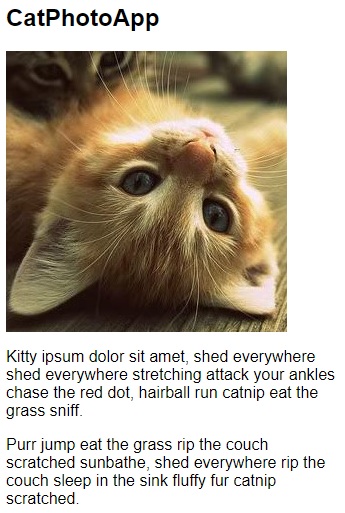 CatPhotoApp
Kitty ipsum dolor sit amet, shed everywhere
shed everywhere stretching attack your ankles
chase the red dot, hairball run catnip eat the
grass sniff.
Purr jump eat the grass rip the couch
scratched sunbathe, shed everywhere rip the
couch sleep in the sink fluffy fur catnip
scratched.